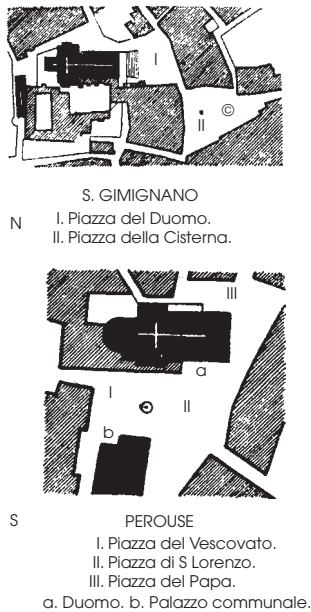 I
II ©
S. GIMIGNANO
N I. Piazza del Duomo.
II. Piazza della Cisterna.
III
a
I II
b
S PEROUSE
I. Piazza del Vescovato.
II. Piazza di S Lorenzo.
III. Piazza del Papa.
a. Duomo. b. Palazzo communale.